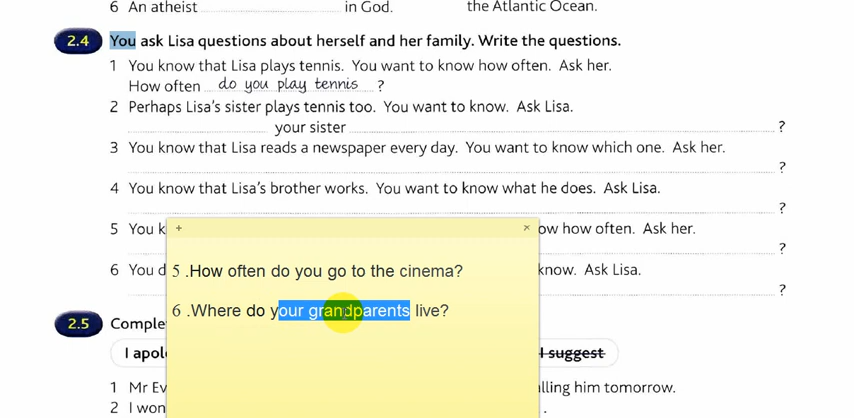 6 An atheist in God. the Atlantic Ocean.
2.4 You ask Lisa questions about herself and her family. Write the questions.
1 You know that Lisa plays tennis. You want to know how often. Ask her.
How often do you play tennis ?
2 Perhaps Lisa's sister plays tennis too. You want to know. Ask Lisa.
your sister ?
3 You know that Lisa reads a newspaper every day. You want to know which one. Ask her.
?
4 You know that Lisa's brother works. You want to know what he does. Ask Lisa.
?
5 You k ow how often. Ask her.
?
6 You d know. Ask Lisa.
?
+ ×
5 .How often do you go to the cinema?
6 .Where do your grandparents live?
2.5 Comple
I apol I suggest
1 Mr Ev lling him tomorrow.
2 I won .